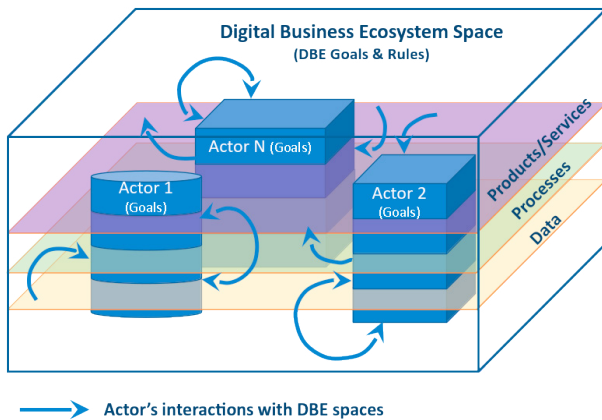 Digital Business Ecosystem Space
(DBE Goals & Rules)
Actor N (Goals)
Actor 1
(Goals)
Actor 2
(Goals)
Products/Services
Processes
Data
Actor’s interactions with DBE spaces